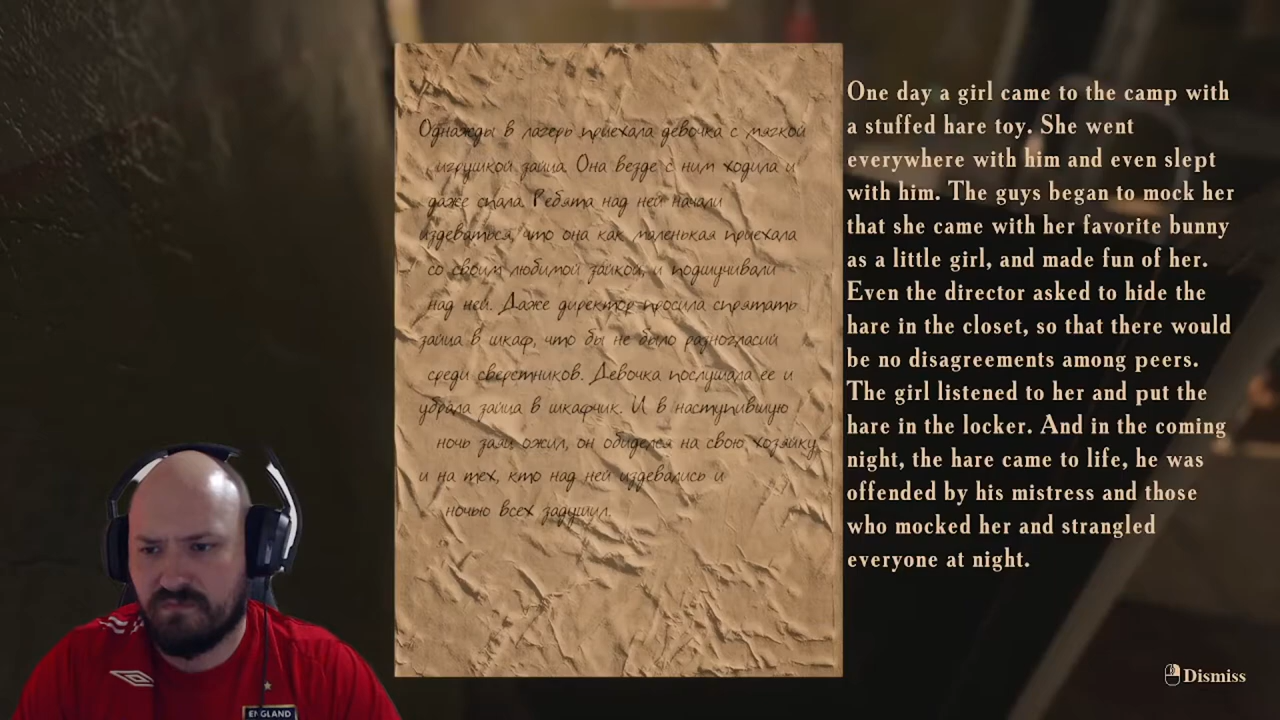 Однажды в лагерь приехала девочка с мягкой
игрушкой зайца. Она везде с ним ходила и
даже спала. Ребята над ней начали
издеваться, что она как маленькая приехала
со своим любимой зайкой, и подшучивали
над ней. Даже директор просила спрятать
зайца в шкаф, что бы не было разногласий
среди сверстников. Девочка послушала ее и
убрала зайца в шкафчик. И в наступившую
ночь заяц ожил, он обиделся на свою хозяйку,
и на тех, кто над ней издевались и
ночью всех задушил.
One day a girl came to the camp with
a stuffed hare toy. She went
everywhere with him and even slept
with him. The guys began to mock her
that she came with her favorite bunny
as a little girl, and made fun of her.
Even the director asked to hide the
hare in the closet, so that there would
be no disagreements among peers.
The girl listened to her and put the
hare in the locker. And in the coming
night, the hare came to life, he was
offended by his mistress and those
who mocked her and strangled
everyone at night.
Dismiss
ENGLAND